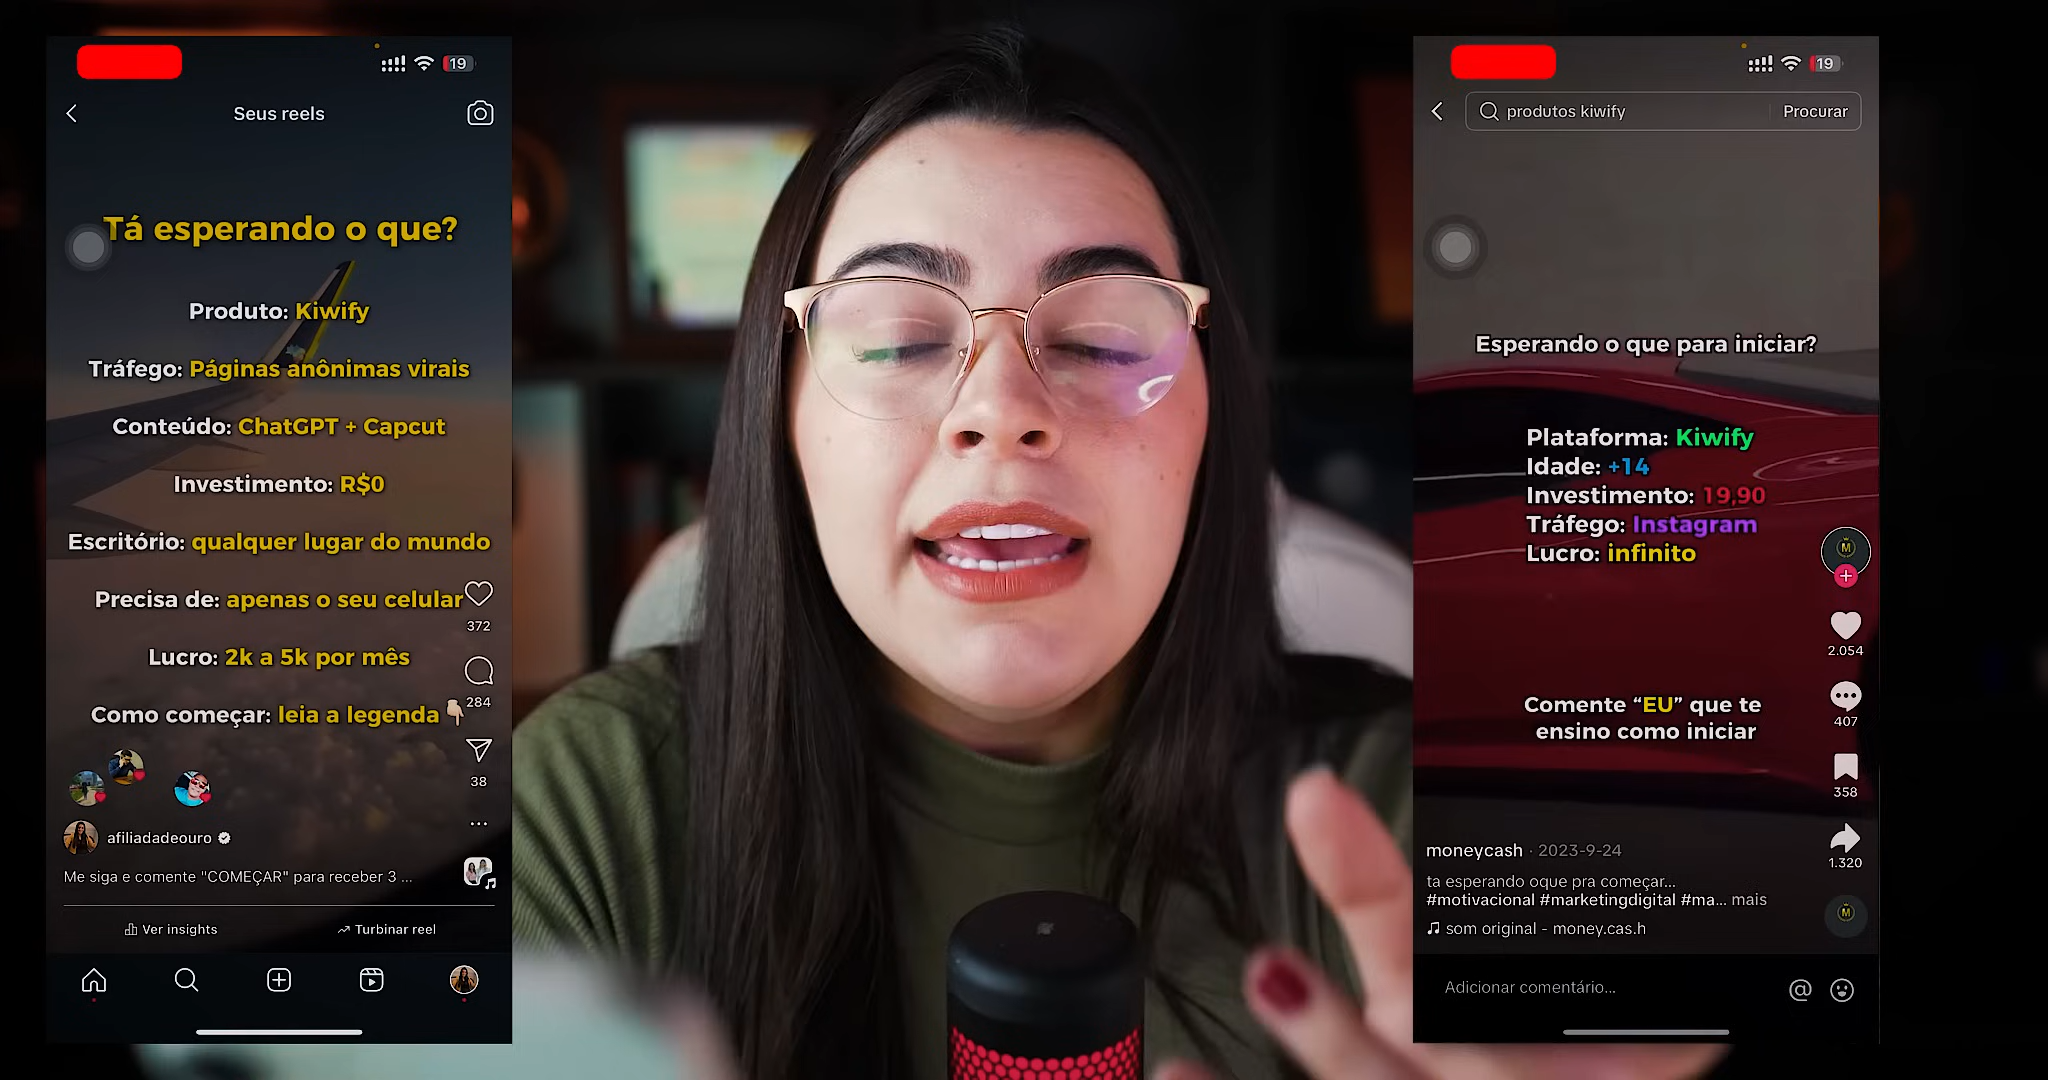 19
Seus reels
Tá esperando o que?
Produto: Kiwify
Tráfego: Páginas anônimas virais
Conteúdo: ChatGPT + Capcut
Investimento: R$0
Escritório: qualquer lugar do mundo
Precisa de: apenas o seu celular
372
Lucro: 2k a 5k por mês
Como começar: leia a legenda
284
38
afiliadadeouro
Me siga e comente "COMEÇAR" para receber 3 ...
Ver insights
Turbinar reel
19
produtos kiwify
Procurar
Esperando o que para iniciar?
Plataforma: Kiwify
Idade: +14
Investimento: 19,90
Tráfego: Instagram
Lucro: infinito
M
2.054
Comente “EU” que te
ensino como iniciar
407
358
1.320
moneycash · 2023-9-24
ta esperando oque pra começar...
#motivacional #marketingdigital #ma... mais
M
som original - money.cas.h
Adicionar comentário...
@